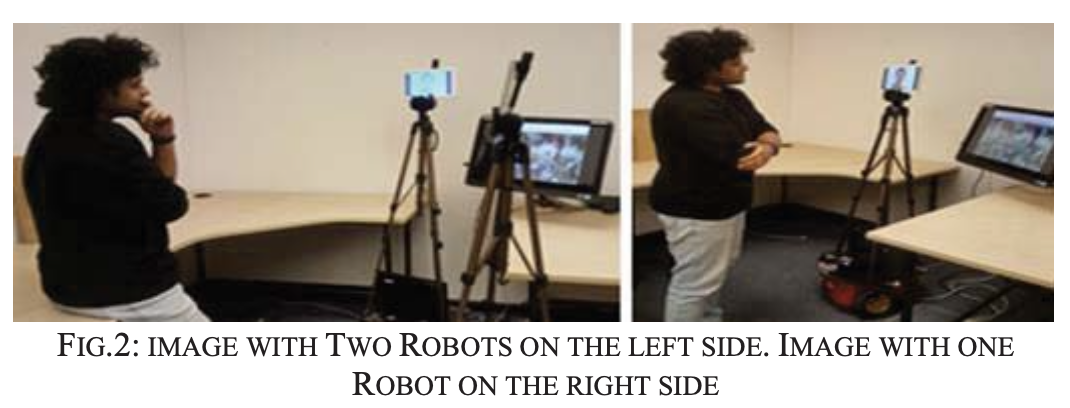 FIG.2: IMAGE WITH TWO ROBOTS ON THE LEFT SIDE. IMAGE WITH ONE
ROBOT ON THE RIGHT SIDE